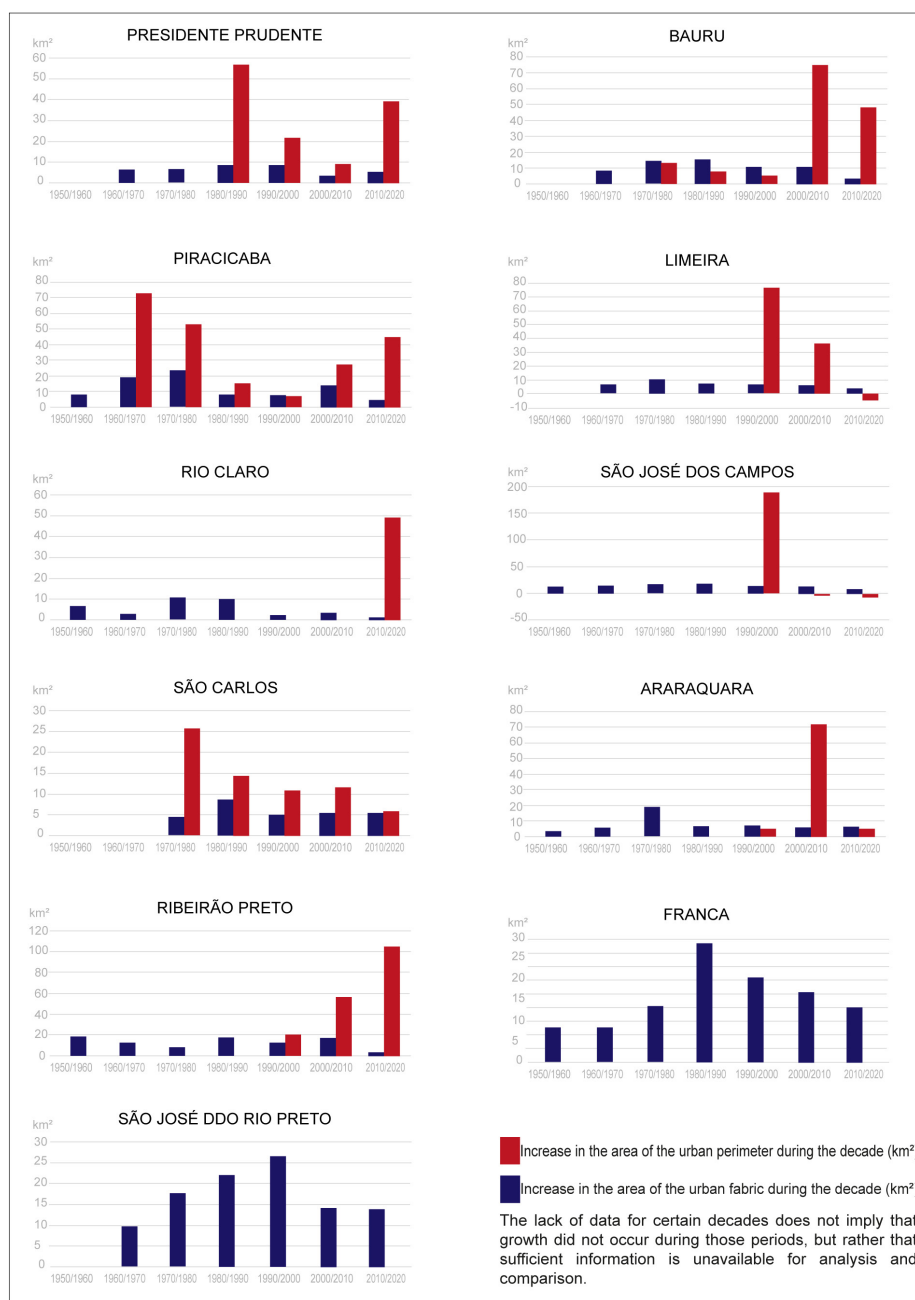 PRESIDENTE PRUDENTE
km²
60
50
40
30
20
10
0
1950/1960 1960/1970 1970/1980 1980/1990 1990/2000 2000/2010 2010/2020
BAURU
km²
80
70
60
50
40
30
20
10
0
1950/1960 1960/1970 1970/1980 1980/1990 1990/2000 2000/2010 2010/2020
PIRACICABA
km²
80
70
60
50
40
30
20
10
0
1950/1960 1960/1970 1970/1980 1980/1990 1990/2000 2000/2010 2010/2020
LIMEIRA
km²
80
70
60
50
40
30
20
10
0
-10
1950/1960 1960/1970 1970/1980 1980/1990 1990/2000 2000/2010 2010/2020
RIO CLARO
km²
60
50
40
30
20
10
0
1950/1960 1960/1970 1970/1980 1980/1990 1990/2000 2000/2010 2010/2020
SÃO JOSÉ DOS CAMPOS
km²
200
150
100
50
0
-50
1950/1960 1960/1970 1970/1980 1980/1990 1990/2000 2000/2010 2010/2020
SÃO CARLOS
km²
30
25
20
15
10
5
0
1950/1960 1960/1970 1970/1980 1980/1990 1990/2000 2000/2010 2010/2020
ARARAQUARA
km²
80
70
60
50
40
30
20
10
0
1950/1960 1960/1970 1970/1980 1980/1990 1990/2000 2000/2010 2010/2020
RIBEIRÃO PRETO
km²
120
100
80
60
40
20
0
1950/1960 1960/1970 1970/1980 1980/1990 1990/2000 2000/2010 2010/2020
FRANCA
km²
30
25
20
15
10
5
0
1950/1960 1960/1970 1970/1980 1980/1990 1990/2000 2000/2010 2010/2020
SÃO JOSÉ DDO RIO PRETO
km²
30
25
20
15
10
5
0
1950/1960 1960/1970 1970/1980 1980/1990 1990/2000 2000/2010 2010/2020
Increase in the area of the urban perimeter during the decade (km²
Increase in the area of the urban fabric during the decade (km²
The lack of data for certain decades does not imply that
growth did not occur during those periods, but rather that
sufficient information is unavailable for analysis and
comparison.